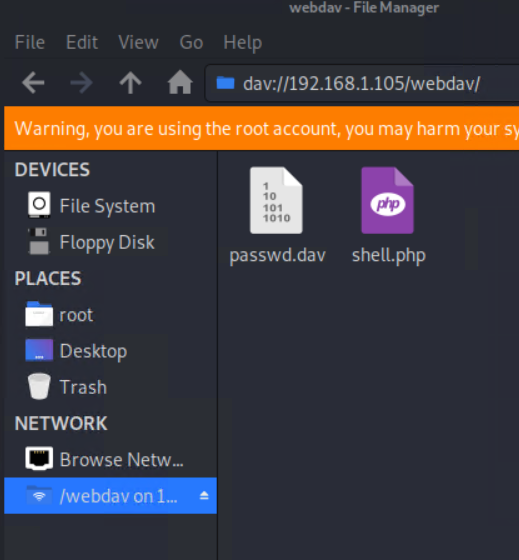 webdav - File Manager
File Edit View Go Help
dav://192.168.1.105/webdav/
Warning, you are using the root account, you may harm your sy
DEVICES
File System
Floppy Disk
PLACES
root
Desktop
Trash
NETWORK
Browse Netw...
/webdav on 1...
1
10
101
1010
passwd.dav
php
shell.php